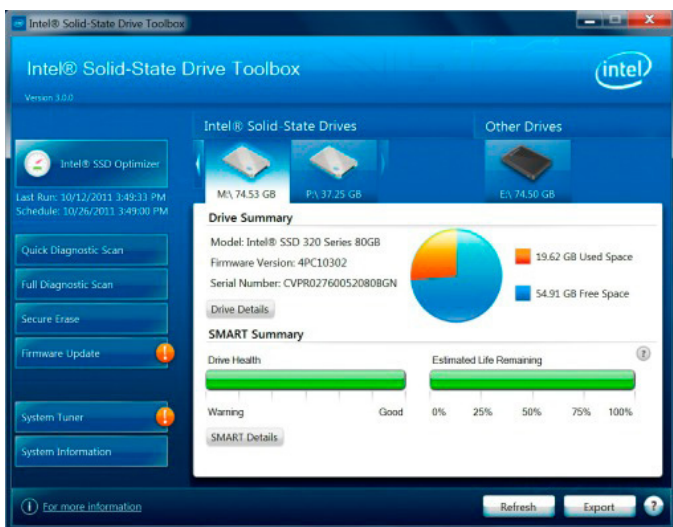 Intel® Solid-State Drive Toolbox
Intel® Solid-State Drive Toolbox
intel
Version 3.0.0
Intel® Solid-State Drives
Other Drives
Intel® SSD Optimizer
M:\ 74.53 GB
P:\ 37.25 GB
E:\ 74.50 GB
Last Run: 10/12/2011 3:49:33 PM
Schedule: 10/26/2011 3:49:00 PM
Quick Diagnostic Scan
Full Diagnostic Scan
Secure Erase
Firmware Update !
System Tuner !
System Information
Drive Summary
Model: Intel® SSD 320 Series 80GB
Firmware Version: 4PC10302
Serial Number: CVPR02760052080BGN
Drive Details
19.62 GB Used Space
54.91 GB Free Space
SMART Summary
Drive Health
Warning
Good
Estimated Life Remaining ?
0% 25% 50% 75% 100%
SMART Details
i For more information
Refresh
Export
?